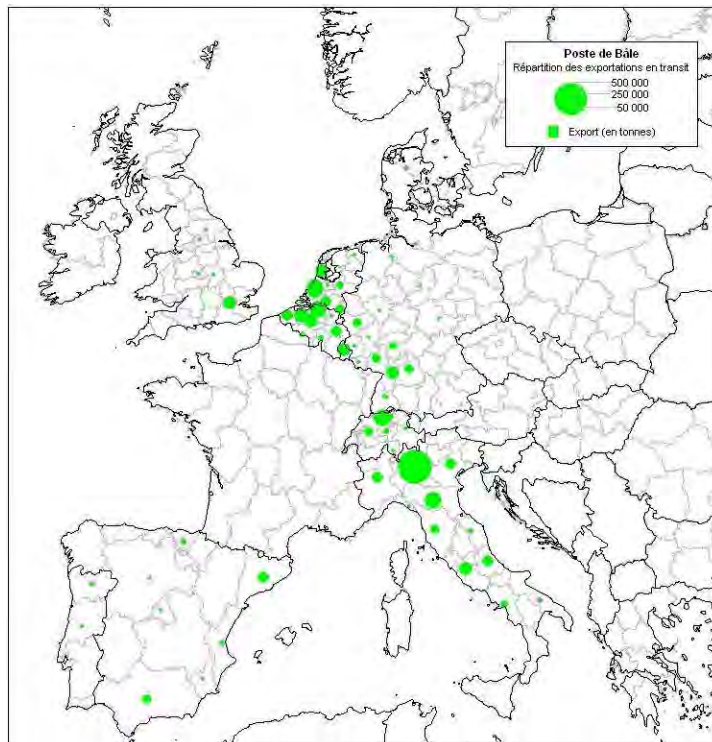 Poste de Bâle
Répartition des exportations en transit
500 000
250 000
50 000
Export (en tonnes)